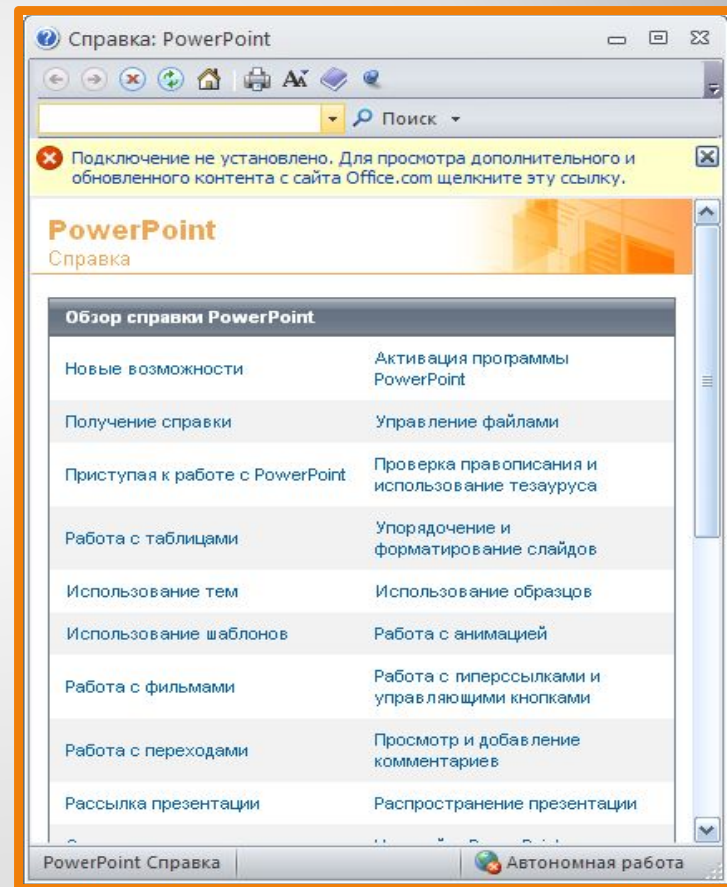 Справка: PowerPoint
Поиск
Подключение не установлено. Для просмотра дополнительного и
обновленного контента с сайта Office.com щелкните эту ссылку.
PowerPoint
Справка
Обзор справки PowerPoint
Новые возможности
Активация программы
PowerPoint
Получение справки
Управление файлами
Приступая к работе с PowerPoint
Проверка правописания и
использование тезауруса
Работа с таблицами
Упорядочение и
форматирование слайдов
Использование тем
Использование образцов
Использование шаблонов
Работа с анимацией
Работа с фильмами
Работа с гиперссылками и
управляющими кнопками
Работа с переходами
Просмотр и добавление
комментариев
Рассылка презентации
Распространение презентации
PowerPoint Справка
Автономная работа